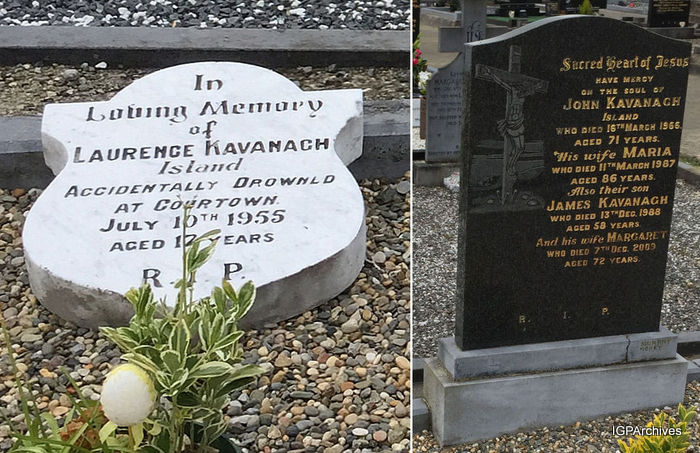 In
Loving Memory
of
LAURENCE KAVANAGH
Island
ACCIDENTALLY DROWNLD
AT COURTOWN.
JULY 10TH 1955
AGED 17 YEARS
R. I. P.
Sacred Heart of Jesus
HAVE MERCY
ON THE SOUL OF
JOHN KAVANAGH
ISLAND
WHO DIED 16TH MARCH 1966
AGED 71 YEARS.
His wife MARIA
WHO DIED 11TH MARCH 1987
AGED 86 YEARS.
Also their son
JAMES KAVANAGH
WHO DIED 13TH DEC. 1988
AGED 58 YEARS.
And his wife MARGARET
WHO DIED 7TH DEC. 2009
AGED 72 YEARS.
R. I. P.
IGPArchives